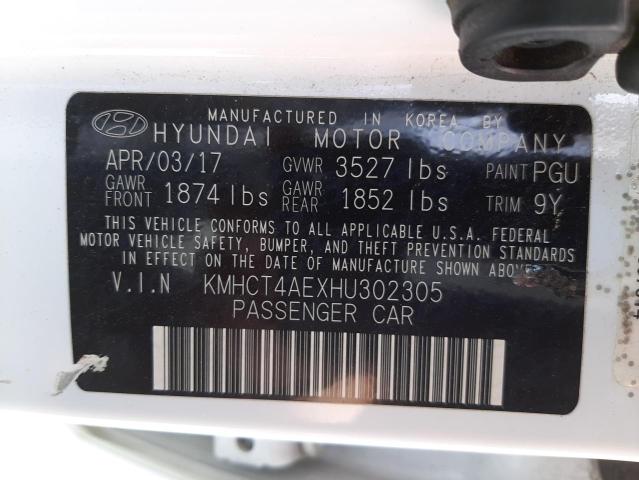 MANUFACTURED IN KOREA BY
HYUNDAI MOTOR COMPANY
APR/03/17 GVWR 3527 lbs PAINT PGU
GAWR FRONT 1874 lbs GAWR REAR 1852 lbs TRIM 9Y
THIS VEHICLE CONFORMS TO ALL APPLICABLE U.S.A. FEDERAL
MOTOR VEHICLE SAFETY, BUMPER, AND THEFT PREVENTION STANDARDS
IN EFFECT ON THE DATE OF MANUFACTURE SHOWN ABOVE.
V.I.N KMHCT4AEXHU302305
PASSENGER CAR